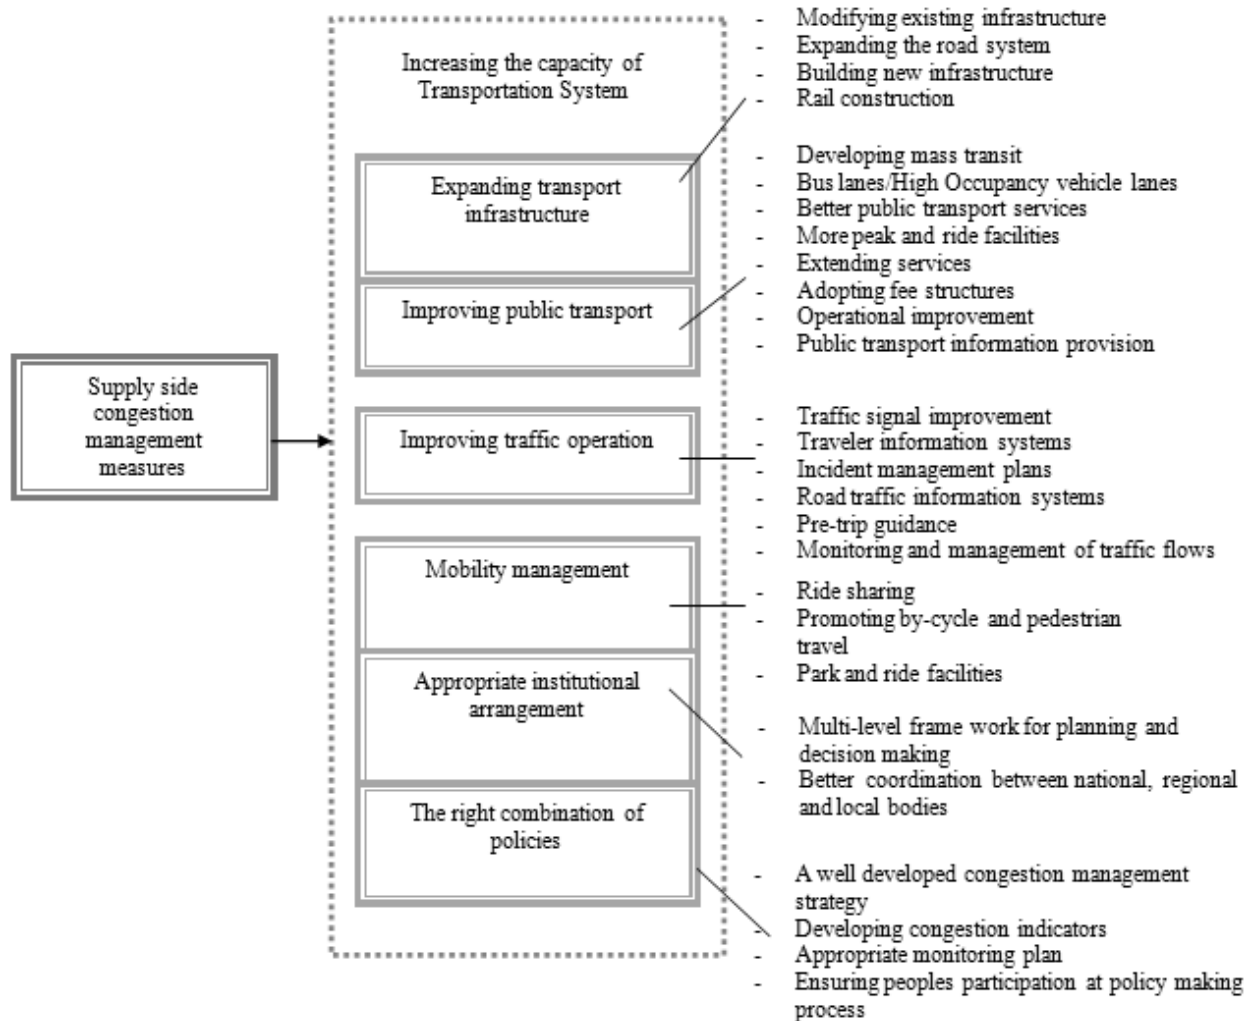 Supply side
congestion
management
measures
Increasing the capacity of
Transportation System
Expanding transport
infrastructure
- Modifying existing infrastructure
- Expanding the road system
- Building new infrastructure
- Rail construction
Improving public transport
- Developing mass transit
- Bus lanes/High Occupancy vehicle lanes
- Better public transport services
- More peak and ride facilities
- Extending services
- Adopting fee structures
- Operational improvement
- Public transport information provision
Improving traffic operation
- Traffic signal improvement
- Traveler information systems
- Incident management plans
- Road traffic information systems
- Pre-trip guidance
- Monitoring and management of traffic flows
Mobility management
- Ride sharing
- Promoting by-cycle and pedestrian
travel
- Park and ride facilities
Appropriate institutional
arrangement
- Multi-level frame work for planning and
decision making
- Better coordination between national, regional
and local bodies
The right combination of
policies
- A well developed congestion management
strategy
- Developing congestion indicators
- Appropriate monitoring plan
- Ensuring peoples participation at policy making
process